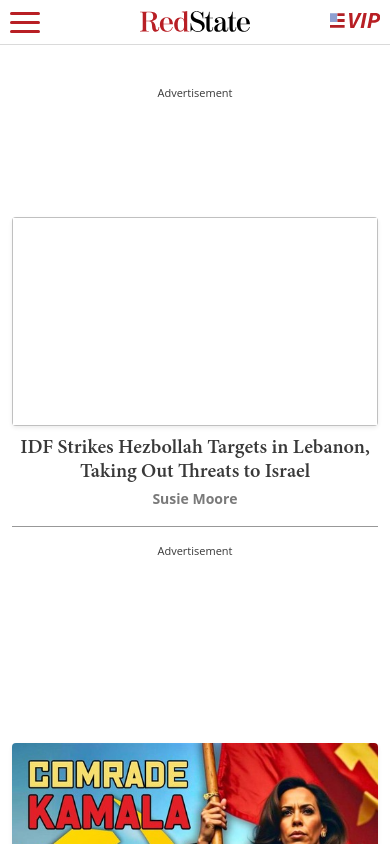 RedState
VIP
Advertisement
IDF Strikes Hezbollah Targets in Lebanon,
Taking Out Threats to Israel
Susie Moore
Advertisement
COMRADE
KAMALA